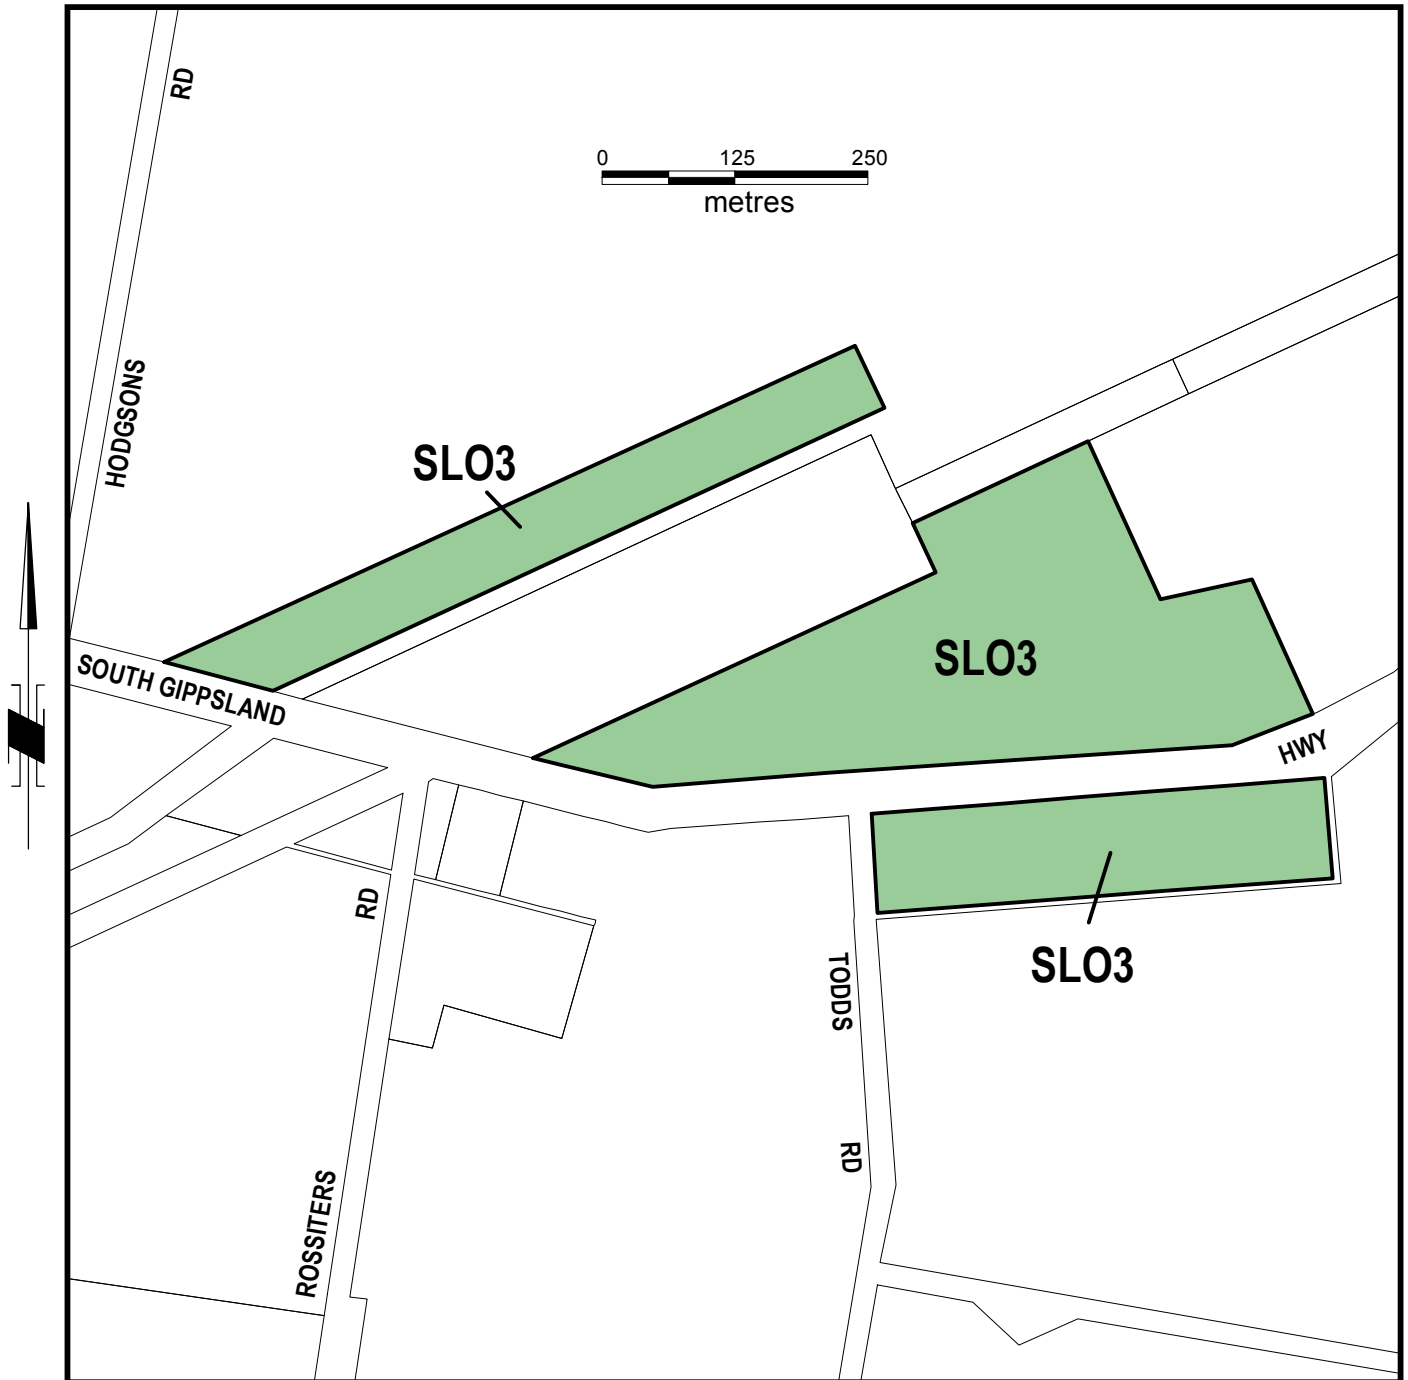 RD
0 125 250
metres
HODGSONS
SLO3
SOUTH GIPPSLAND
SLO3
HWY
RD
SLO3
TODDS
RD
ROSSITERS